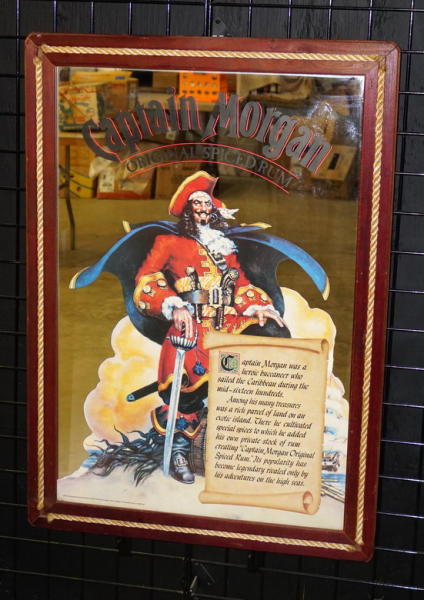 Captain Morgan
ORIGINAL SPICED RUM
Captain Morgan was a
heroic buccaneer who
sailed the Caribbean during the
mid-sixteen hundreds.
Among his many treasures
was a rich parcel of land on an
exotic island. There he cultivated
special spices to which he added
his own private stock of rum
creating "Captain Morgan Original
Spiced Rum." Its popularity has
become legendary rivaled only by
his adventures on the high seas.